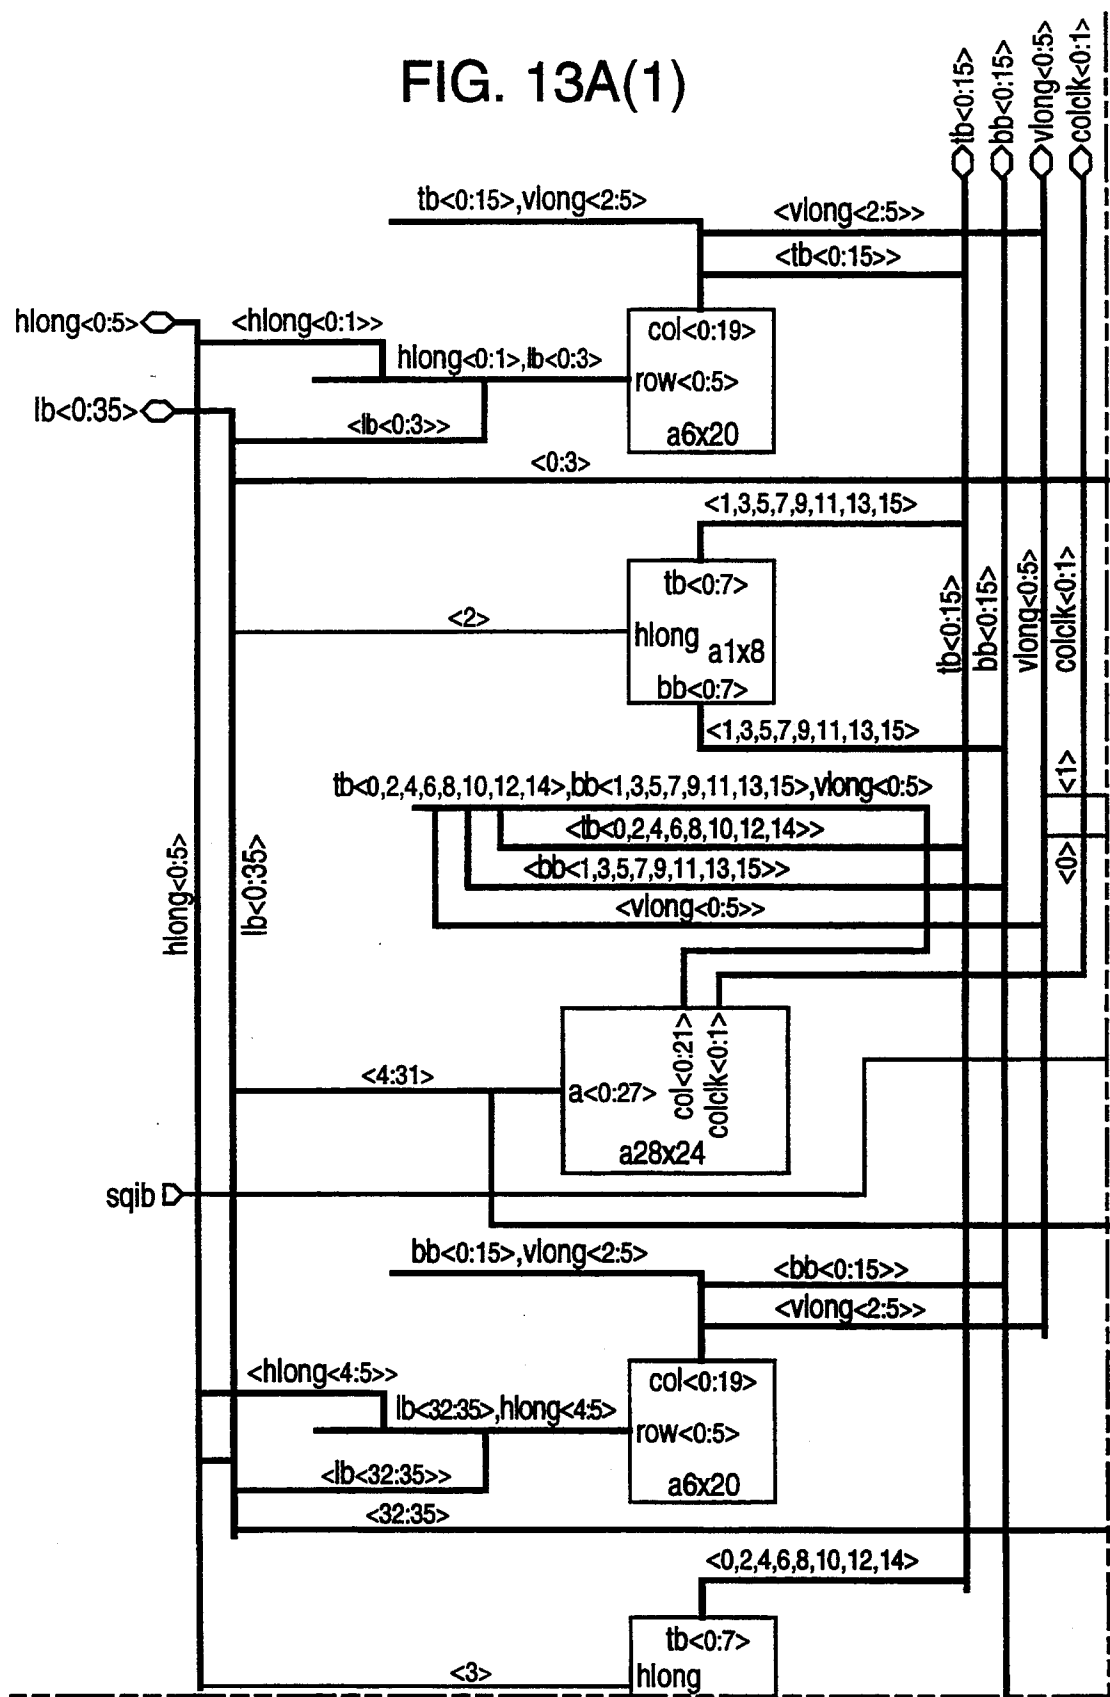 FIG. 13A(1)
tb<0:15>
bb<0:15>
vlong<0:5>
colclk<0:1>
tb<0:15>,vlong<2:5>
<vlong<2:5>>
<tb<0:15>>
hlong<0:5>
<hlong<0:1>>
col<0:19>
hlong<0:1>,lb<0:3>
row<0:5>
lb<0:35>
<lb<0:3>>
a6x20
<0:3>
<1,3,5,7,9,11,13,15>
tb<0:7>
<2>
hlong
a1x8
bb<0:7>
tb<0:15>
bb<0:15>
vlong<0:5>
colclk<0:1>
<1,3,5,7,9,11,13,15>
<1>
tb<0,2,4,6,8,10,12,14>,bb<1,3,5,7,9,11,13,15>,vlong<0:5>
<tb<0,2,4,6,8,10,12,14>>
<0>
<bb<1,3,5,7,9,11,13,15>>
<vlong<0:5>>
hlong<0:5>
lb<0:35>
col<0:21>
colclk<0:1>
<4:31>
a<0:27>
a28x24
sqib
bb<0:15>,vlong<2:5>
<bb<0:15>>
<vlong<2:5>>
<hlong<4:5>>
col<0:19>
lb<32:35>,hlong<4:5>
row<0:5>
<lb<32:35>>
a6x20
<32:35>
<0,2,4,6,8,10,12,14>
tb<0:7>
<3>
hlong